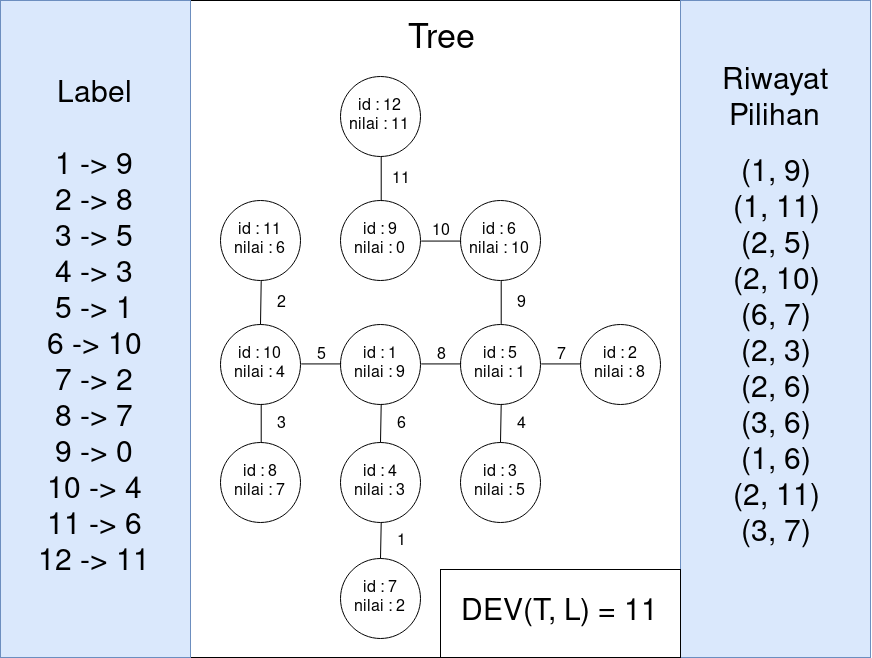 Label
1 -> 9
2 -> 8
3 -> 5
4 -> 3
5 -> 1
6 -> 10
7 -> 2
8 -> 7
9 -> 0
10 -> 4
11 -> 6
12 -> 11
Tree
id : 12
nilai : 11
11
id : 11
nilai : 6
id : 9
nilai : 0
10
id : 6
nilai : 10
2
9
id : 10
nilai : 4
5
id : 1
nilai : 9
8
id : 5
nilai : 1
7
id : 2
nilai : 8
3
6
4
id : 8
nilai : 7
id : 4
nilai : 3
id : 3
nilai : 5
1
id : 7
nilai : 2
DEV(T, L) = 11
Riwayat
Pilihan
(1, 9)
(1, 11)
(2, 5)
(2, 10)
(6, 7)
(2, 3)
(2, 6)
(3, 6)
(1, 6)
(2, 11)
(3, 7)